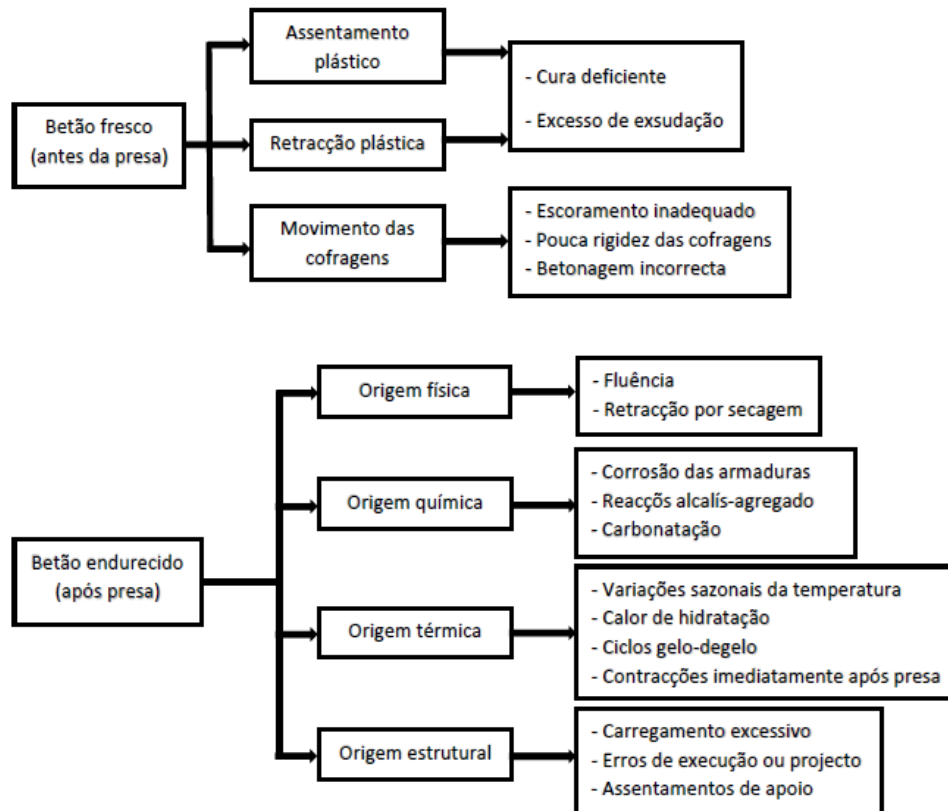 Assentamento
plástico
- Cura deficiente
- Excesso de exsudação
Betão fresco
(antes da presa)
Retracção plástica
Movimento das
cofragens
- Escoramento inadequado
- Pouca rigidez das cofragens
- Betonagem incorrecta
Origem física
- Fluência
- Retracção por secagem
Origem química
- Corrosão das armaduras
- Reacçõs alcalís-agregado
- Carbonatação
Betão endurecido
(após presa)
Origem térmica
- Variações sazonais da temperatura
- Calor de hidratação
- Ciclos gelo-degelo
- Contracções imediatamente após presa
Origem estrutural
- Carregamento excessivo
- Erros de execução ou projecto
- Assentamentos de apoio